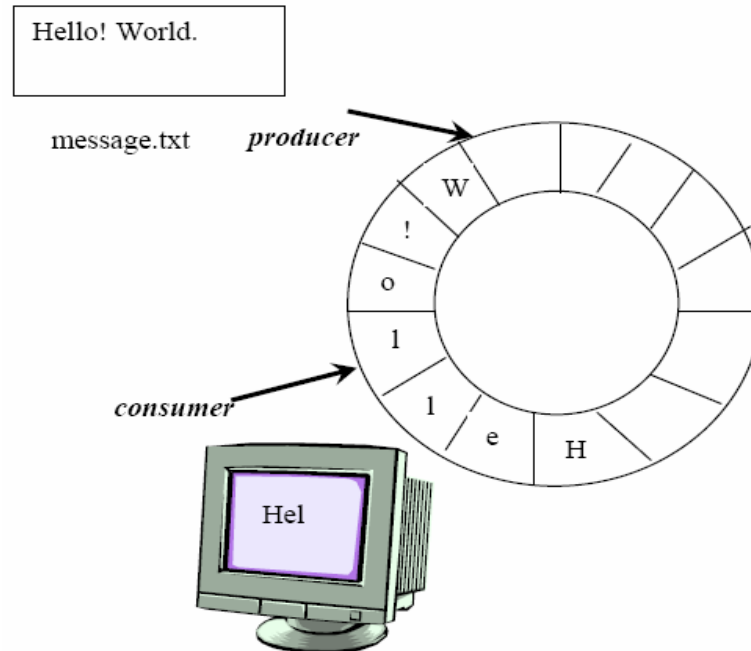 Hello! World.
message.txt
producer
W
!
o
l
l
e
H
consumer
Hel